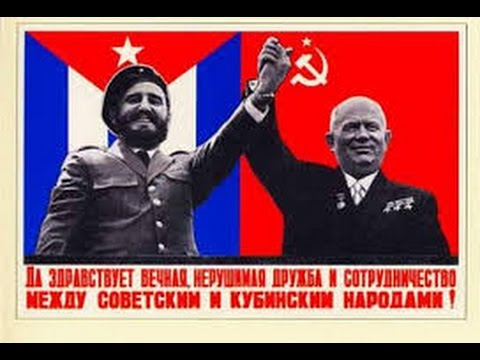 ДА ЗДРАВСТВУЕТ ВЕЧНАЯ, НЕРУШИМАЯ ДРУЖБА И СОТРУДНИЧЕСТВО
МЕЖДУ СОВЕТСКИМ И КУБИНСКИМ НАРОДАМИ!